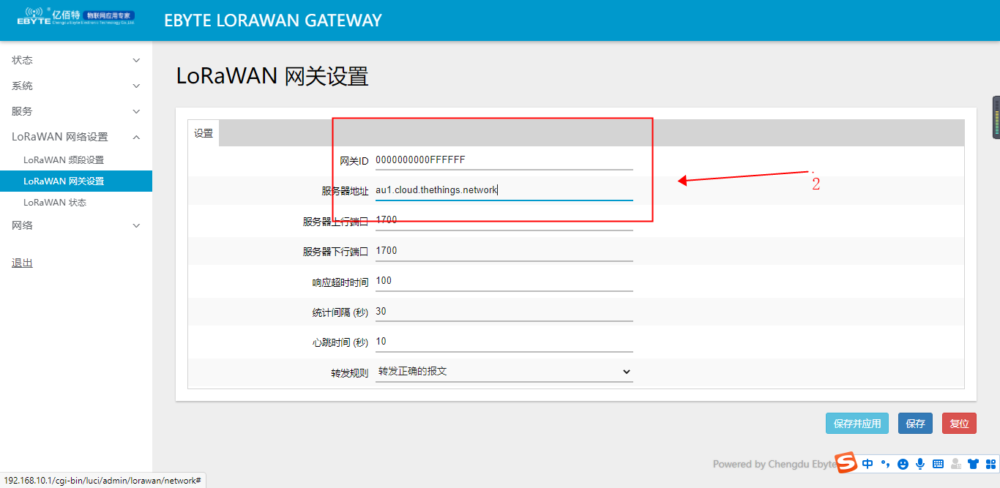 亿佰特 物联网应用专家
EBYTE Chengdu Ebyte Electronic Technology Co.,Ltd.
EBYTE LORAWAN GATEWAY
状态
系统
服务
LoRaWAN 网络设置
LoRaWAN 频段设置
LoRaWAN 网关设置
LoRaWAN 状态
网络
退出
LoRaWAN 网关设置
设置
网关ID 0000000000FFFFFF
服务器地址 au1.cloud.thethings.network
服务器上行端口 1700
服务器下行端口 1700
响应超时时间 100
统计间隔 (秒) 30
心跳时间 (秒) 10
转发规则 转发正确的报文
.
2
保存并应用 保存 复位
Powered by Chengdu Ebyte
S 中
192.168.10.1/cgi-bin/luci/admin/lorawan/network#